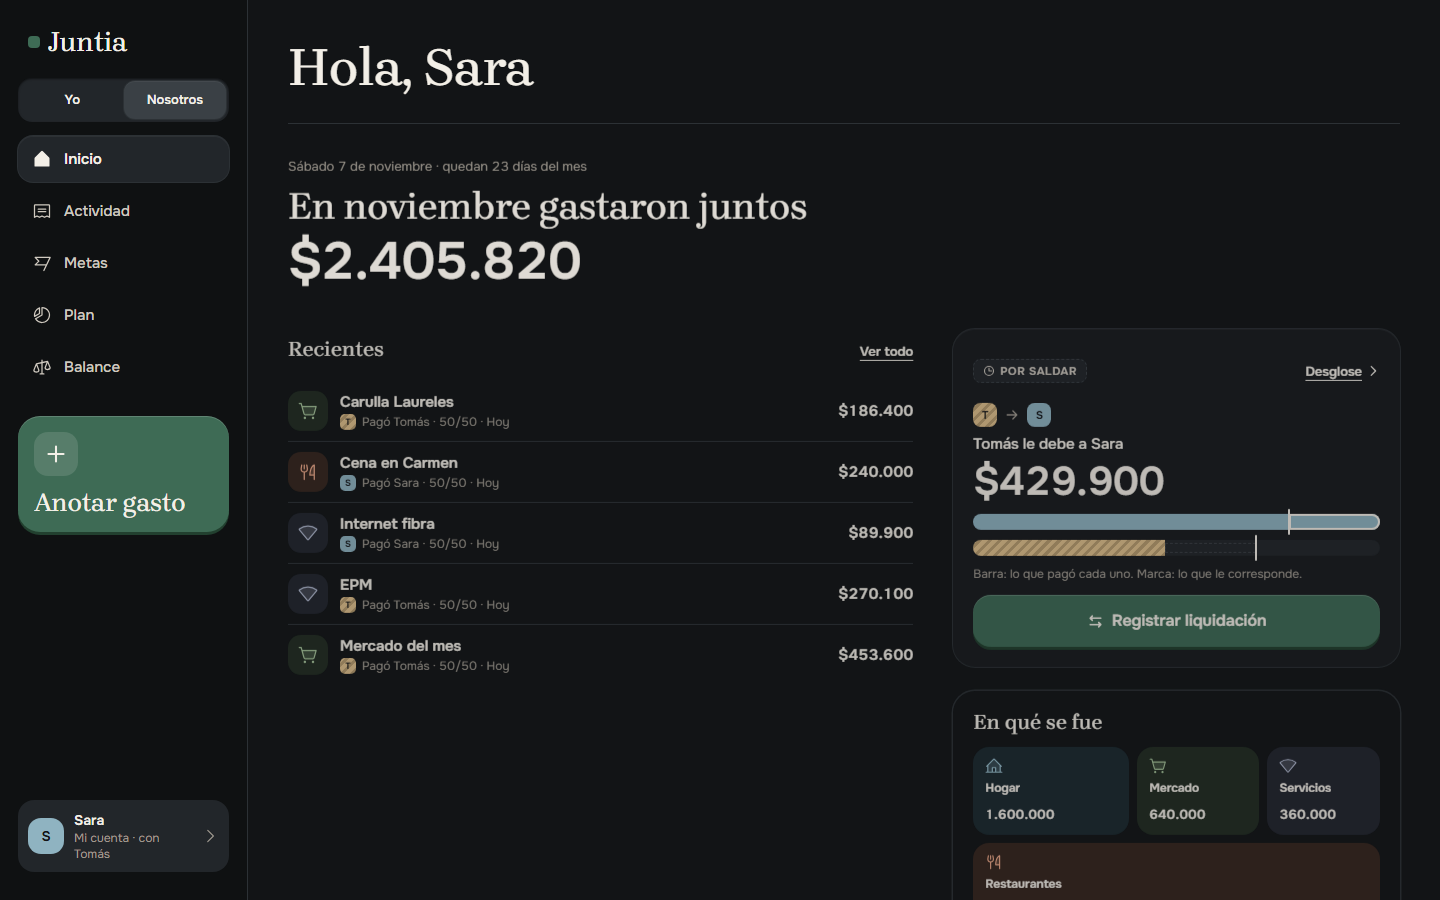 Juntia
Yo
Nosotros
Inicio
Actividad
Metas
Plan
Balance
Anotar gasto
S
Sara
Mi cuenta · con
Tomás
Hola, Sara
Sábado 7 de noviembre · quedan 23 días del mes
En noviembre gastaron juntos
$2.405.820
Recientes
Ver todo
Carulla Laureles
T Pagó Tomás · 50/50 · Hoy
$186.400
Cena en Carmen
S Pagó Sara · 50/50 · Hoy
$240.000
Internet fibra
S Pagó Sara · 50/50 · Hoy
$89.900
EPM
T Pagó Tomás · 50/50 · Hoy
$270.100
Mercado del mes
T Pagó Tomás · 50/50 · Hoy
$453.600
POR SALDAR
Desglose
T → S
Tomás le debe a Sara
$429.900
Barra: lo que pagó cada uno. Marca: lo que le corresponde.
Registrar liquidación
En qué se fue
Hogar
1.600.000
Mercado
640.000
Servicios
360.000
Restaurantes